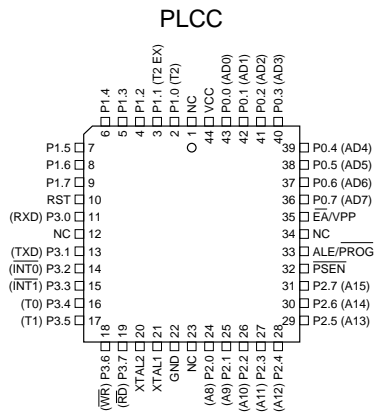 PLCC
P1.4
P1.3
P1.2
P1.1 (T2 EX)
P1.0 (T2)
NC
VCC
P0.0 (AD0)
P0.1 (AD1)
P0.2 (AD2)
P0.3 (AD3)
6
5
4
3
2
1
44
43
42
41
40
P1.5 7
P1.6 8
P1.7 9
RST 10
(RXD) P3.0 11
NC 12
(TXD) P3.1 13
(INT0) P3.2 14
(INT1) P3.3 15
(T0) P3.4 16
(T1) P3.5 17
39 P0.4 (AD4)
38 P0.5 (AD5)
37 P0.6 (AD6)
36 P0.7 (AD7)
35 EA/VPP
34 NC
33 ALE/PROG
32 PSEN
31 P2.7 (A15)
30 P2.6 (A14)
29 P2.5 (A13)
18
19
20
21
22
23
24
25
26
27
28
(WR) P3.6
(RD) P3.7
XTAL2
XTAL1
GND
NC
(A8) P2.0
(A9) P2.1
(A10) P2.2
(A11) P2.3
(A12) P2.4